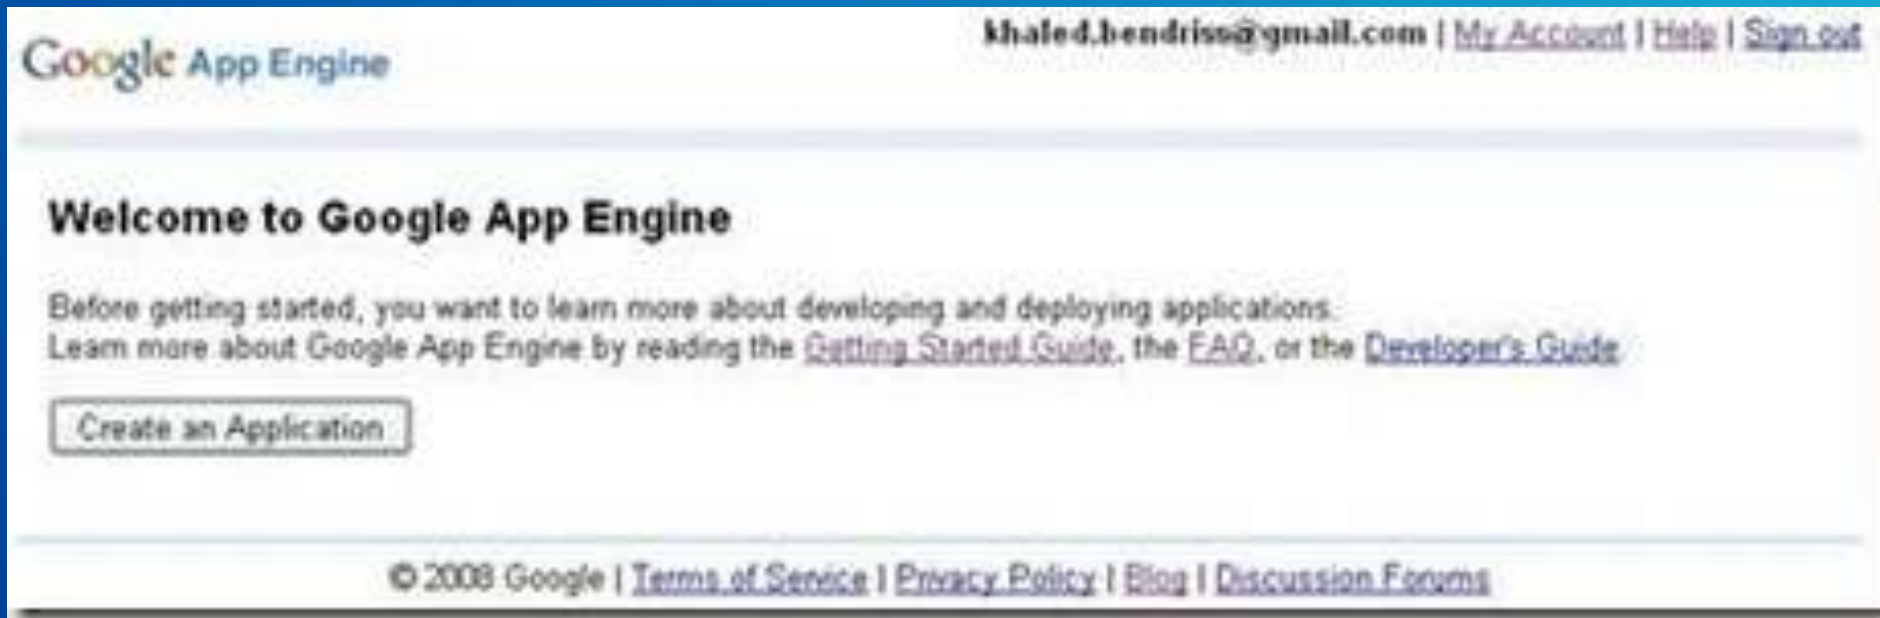 khaled.bendriss@gmail.com | My Account | Help | Sign out
Google App Engine
Welcome to Google App Engine
Before getting started, you want to learn more about developing and deploying applications.
Learn more about Google App Engine by reading the Getting Started Guide, the FAQ, or the Developer's Guide.
Create an Application
© 2008 Google | Terms of Service | Privacy Policy | Blog | Discussion Forums